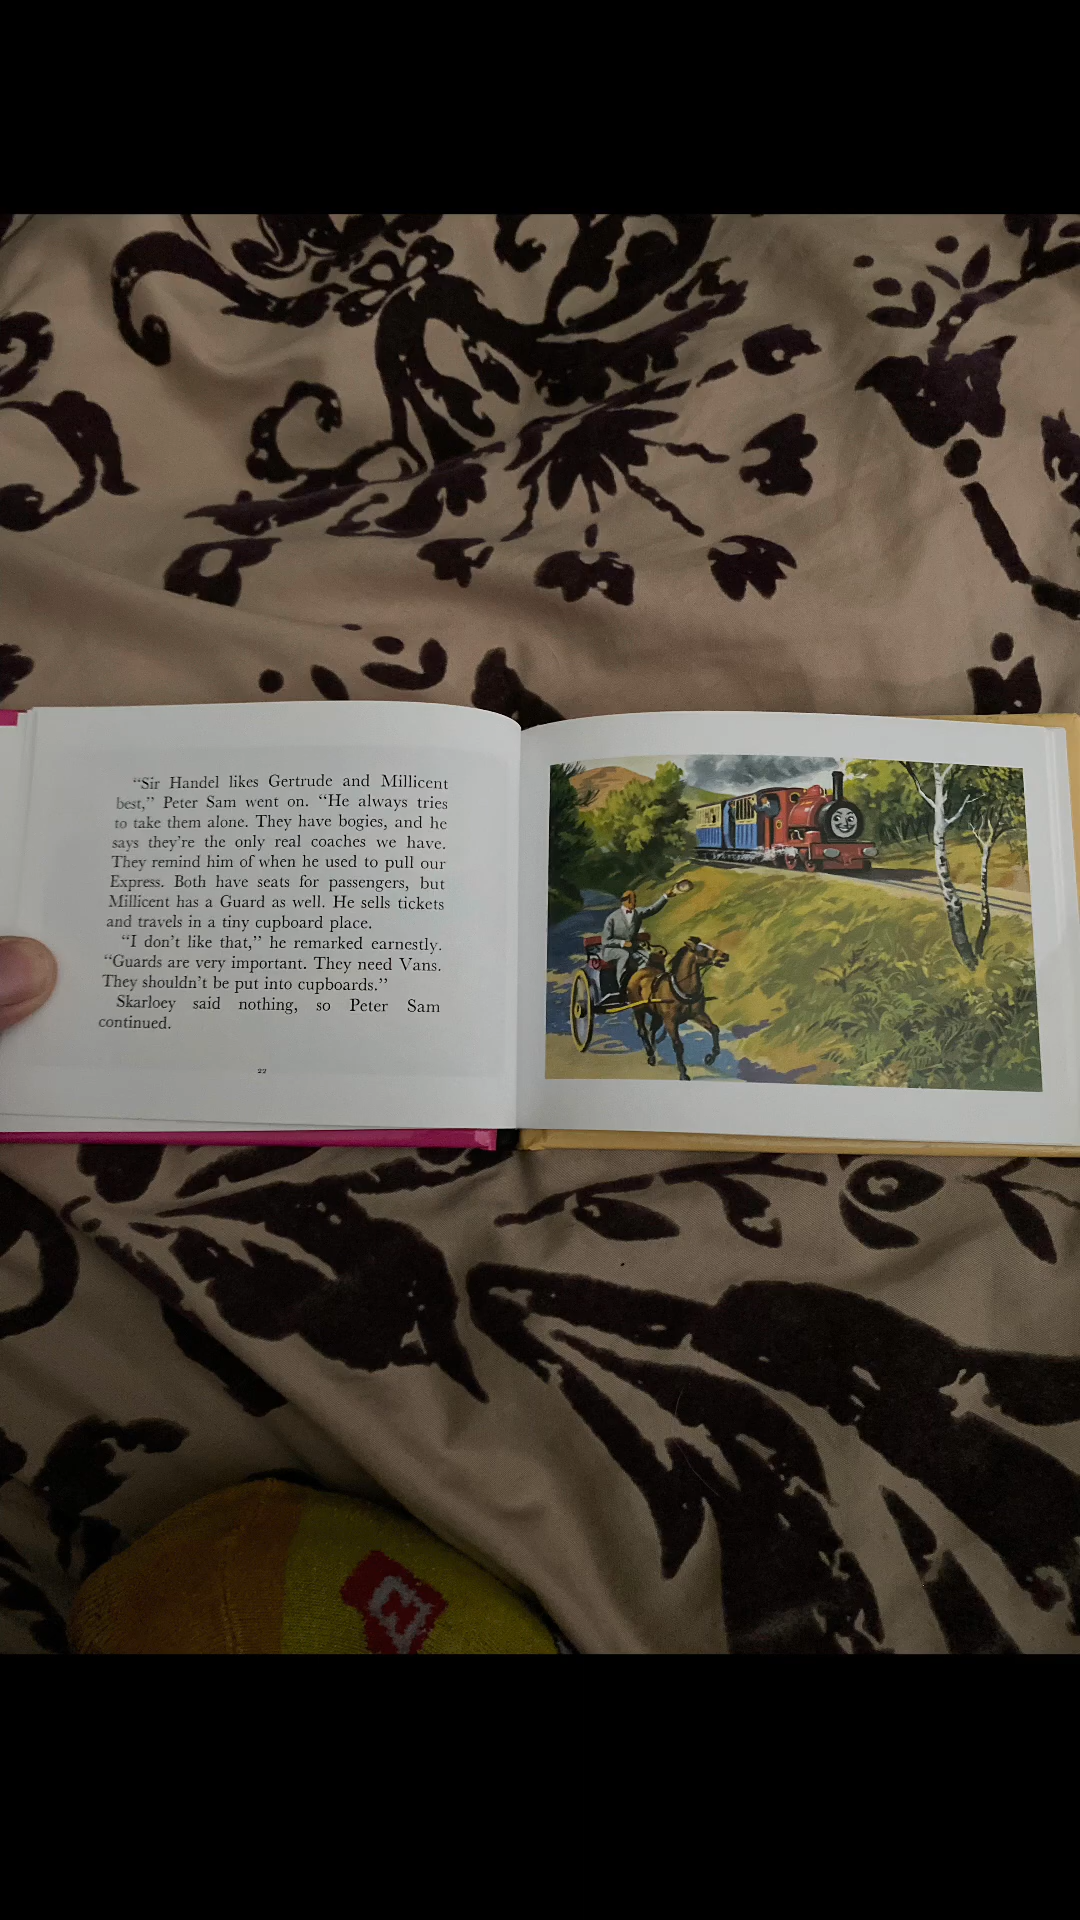 “Sir Handel likes Gertrude and Millicent
best,” Peter Sam went on. “He always tries
to take them alone. They have bogies, and he
says they’re the only real coaches we have.
They remind him of when he used to pull our
Express. Both have seats for passengers, but
Millicent has a Guard as well. He sells tickets
and travels in a tiny cupboard place.
“I don’t like that,” he remarked earnestly.
“Guards are very important. They need Vans.
They shouldn’t be put into cupboards.”
Skarloey said nothing, so Peter Sam
continued.
22